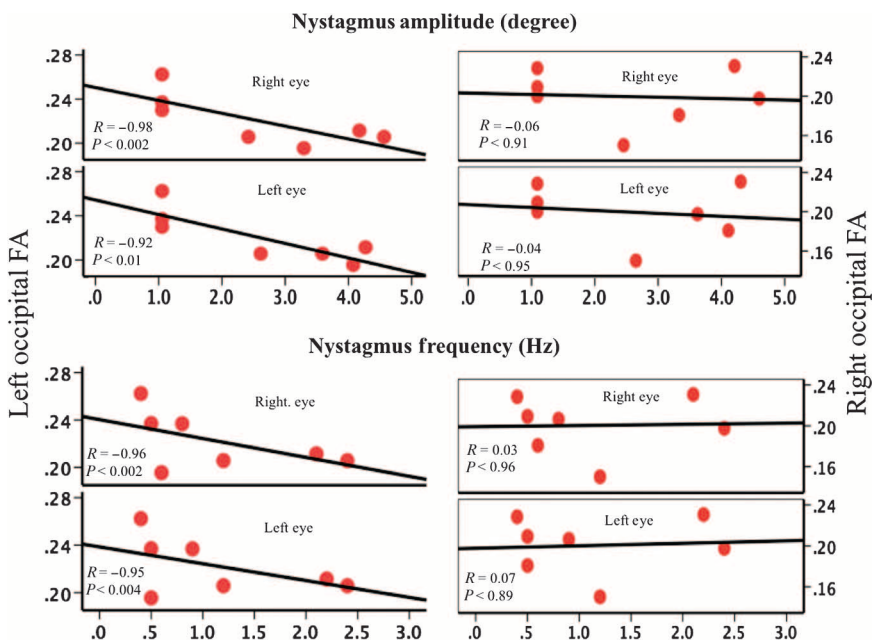 Nystagmus amplitude (degree)
Left occipital FA
Right occipital FA
.28
.24
.20
Right eye
R = −0.98
P < 0.002
Right eye
R = −0.06
P < 0.91
.24
.20
.16
.28
.24
.20
Left eye
R = −0.92
P < 0.01
Left eye
R = −0.04
P < 0.95
.24
.20
.16
.0 1.0 2.0 3.0 4.0 5.0
.0 1.0 2.0 3.0 4.0 5.0
Nystagmus frequency (Hz)
.28
.24
.20
Right. eye
R = −0.96
P < 0.002
Right eye
R = 0.03
P < 0.96
.24
.20
.16
.28
.24
.20
Left eye
R = −0.95
P < 0.004
Left eye
R = 0.07
P < 0.89
.24
.20
.16
.0 .5 1.0 1.5 2.0 2.5 3.0
.0 .5 1.0 1.5 2.0 2.5 3.0